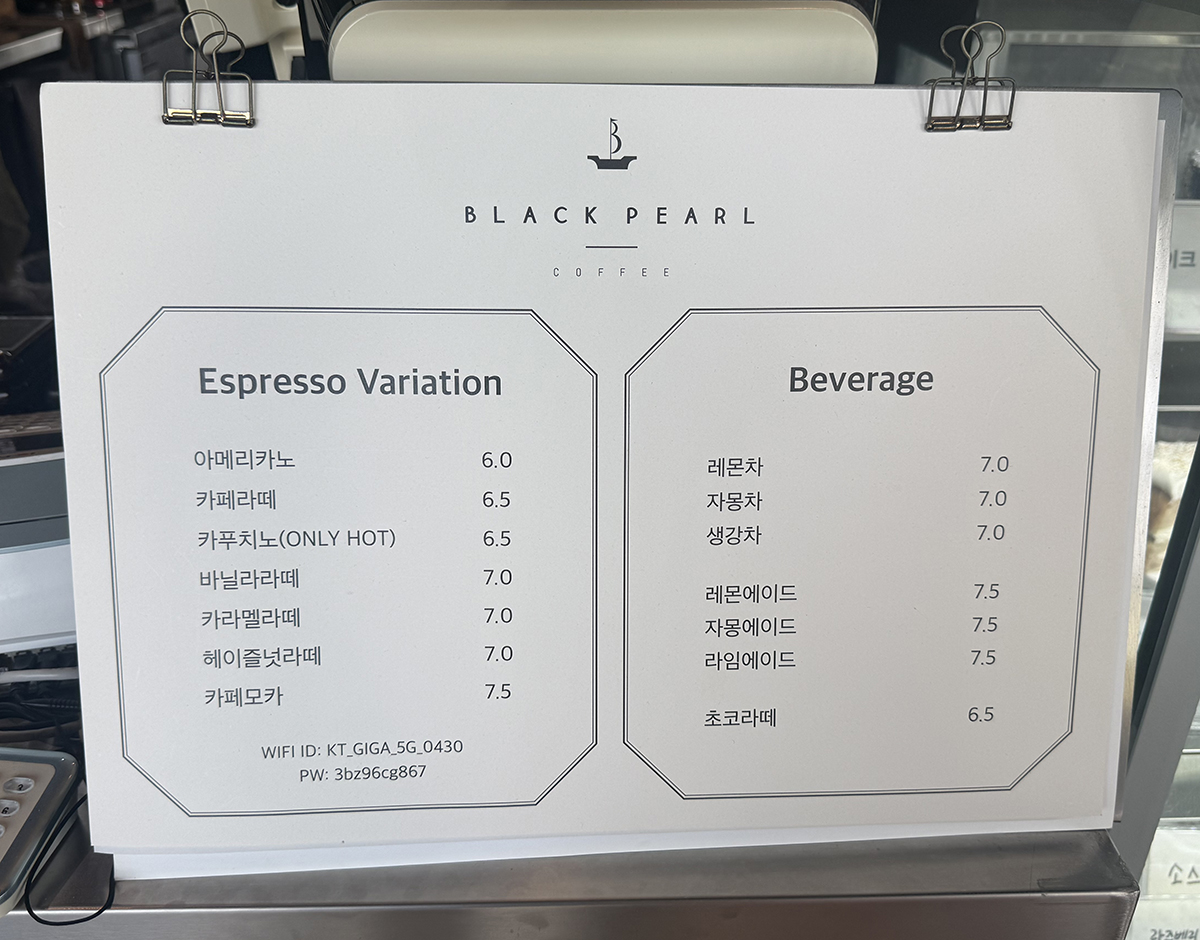 B
BLACK PEARL
COFFEE
Espresso Variation
아메리카노 6.0
카페라떼 6.5
카푸치노(ONLY HOT) 6.5
바닐라라떼 7.0
카라멜라떼 7.0
헤이즐넛라떼 7.0
카페모카 7.5
WIFI ID: KT_GIGA_5G_0430
PW: 3bz96cg867
Beverage
레몬차 7.0
자몽차 7.0
생강차 7.0
레몬에이드 7.5
자몽에이드 7.5
라임에이드 7.5
초코라떼 6.5